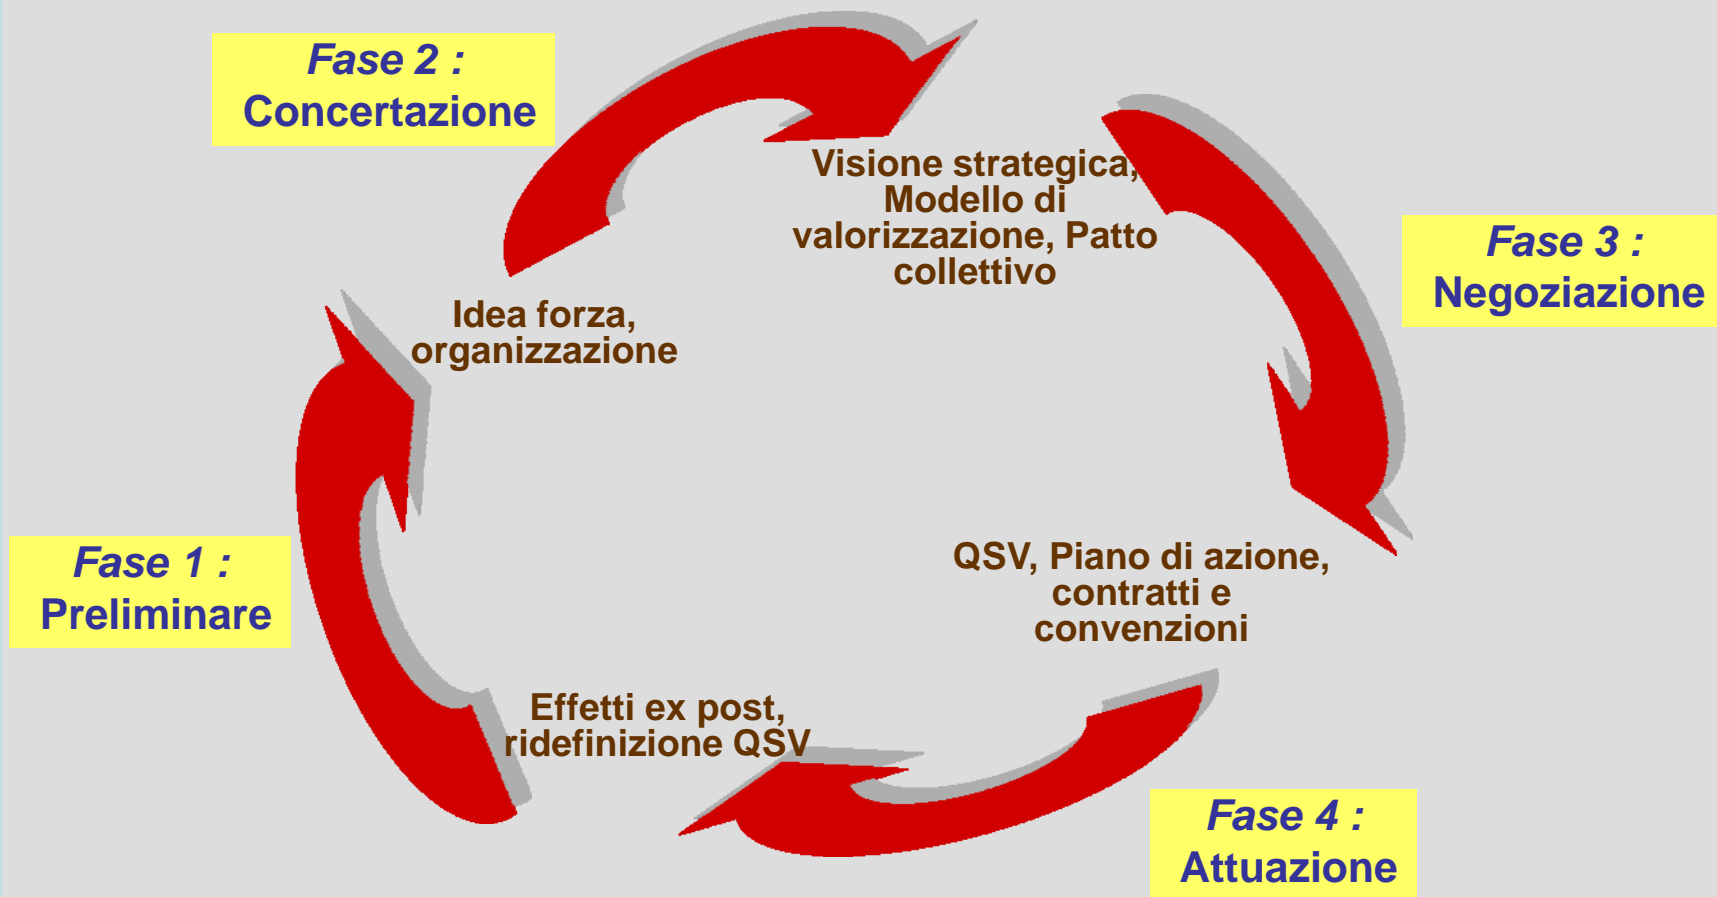 Fase 2 :
Concertazione
Visione strategica,
Modello di
valorizzazione, Patto
collettivo
Fase 3 :
Negoziazione
Idea forza,
organizzazione
Fase 1 :
Preliminare
QSV, Piano di azione,
contratti e
convenzioni
Effetti ex post,
ridefinizione QSV
Fase 4 :
Attuazione